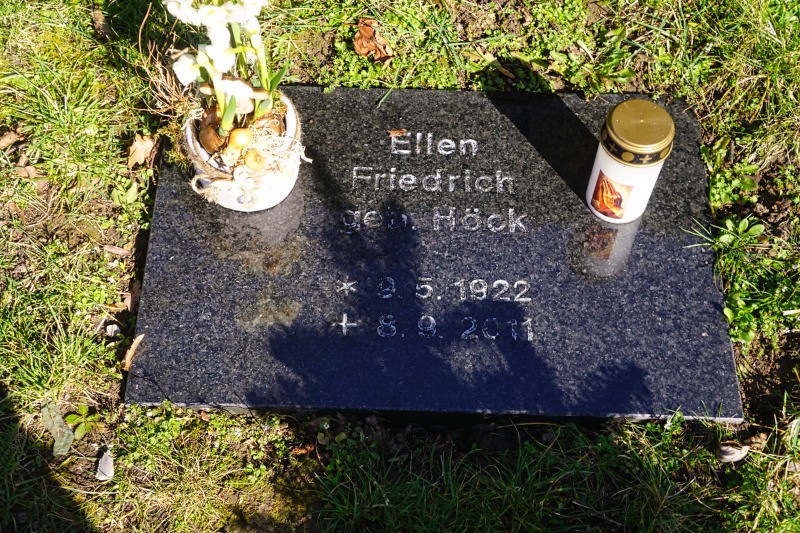 Ellen
Friedrich
geb. Höck
* 9. 5. 1922
+ 8. 9. 2011